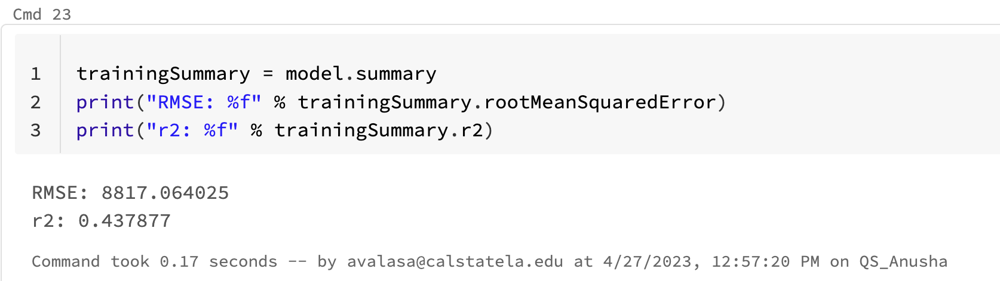 Cmd 23
1 trainingSummary = model.summary
2 print("RMSE: %f" % trainingSummary.rootMeanSquaredError)
3 print("r2: %f" % trainingSummary.r2)
RMSE: 8817.064025
r2: 0.437877
Command took 0.17 seconds -- by avalasa@calstatela.edu at 4/27/2023, 12:57:20 PM on QS_Anusha